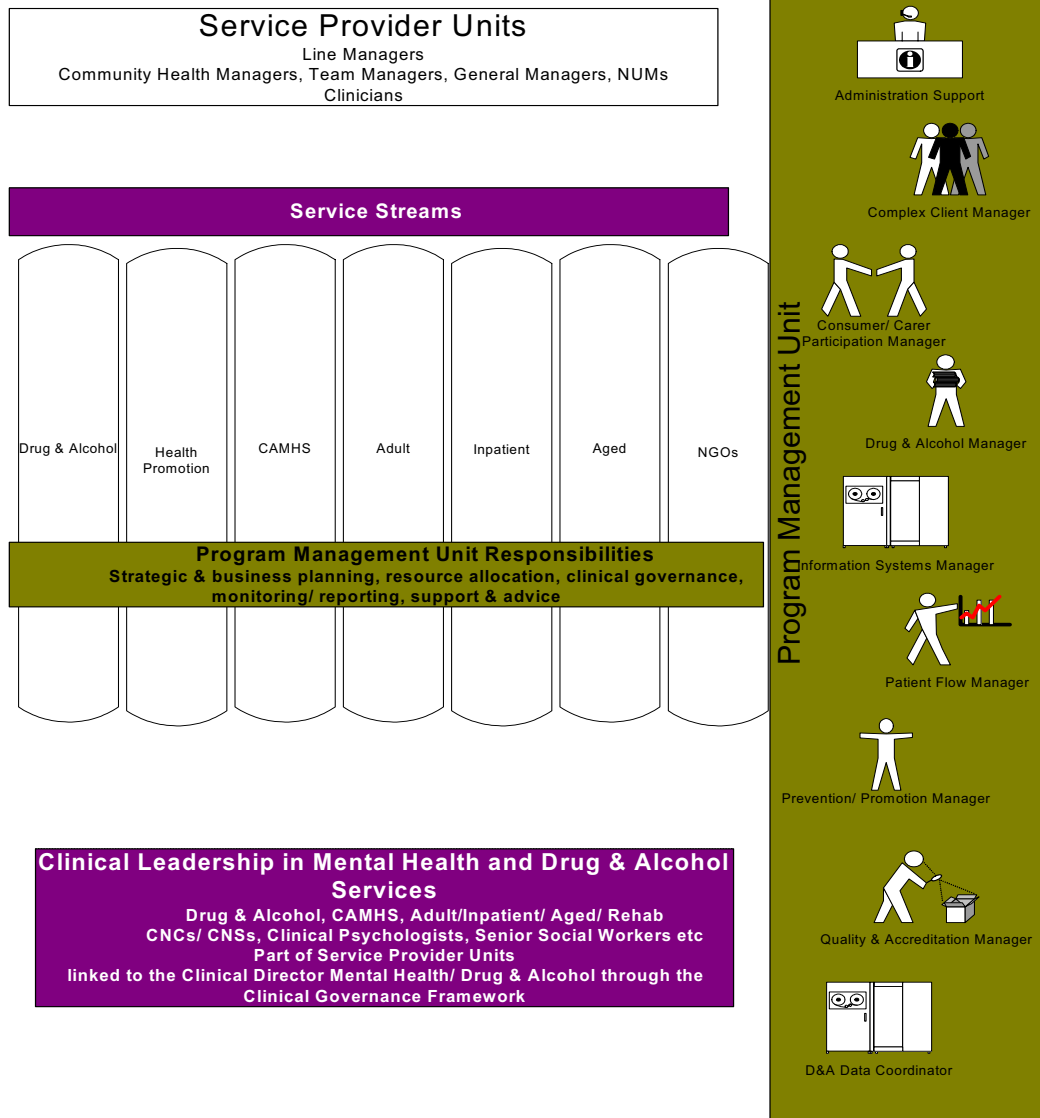 Service Provider Units
Line Managers
Community Health Managers, Team Managers, General Managers, NUMs
Clinicians
Service Streams
Drug & Alcohol
Health
Promotion
CAMHS
Adult
Inpatient
Aged
NGOs
Program Management Unit Responsibilities
Strategic & business planning, resource allocation, clinical governance,
monitoring/ reporting, support & advice
Clinical Leadership in Mental Health and Drug & Alcohol
Services
Drug & Alcohol, CAMHS, Adult/Inpatient/ Aged/ Rehab
CNCs/ CNSs, Clinical Psychologists, Senior Social Workers etc
Part of Service Provider Units
linked to the Clinical Director Mental Health/ Drug & Alcohol through the
Clinical Governance Framework
Program Management Unit
Administration Support
Complex Client Manager
Consumer/ Carer
Participation Manager
Drug & Alcohol Manager
Information Systems Manager
Patient Flow Manager
Prevention/ Promotion Manager
Quality & Accreditation Manager
D&A Data Coordinator